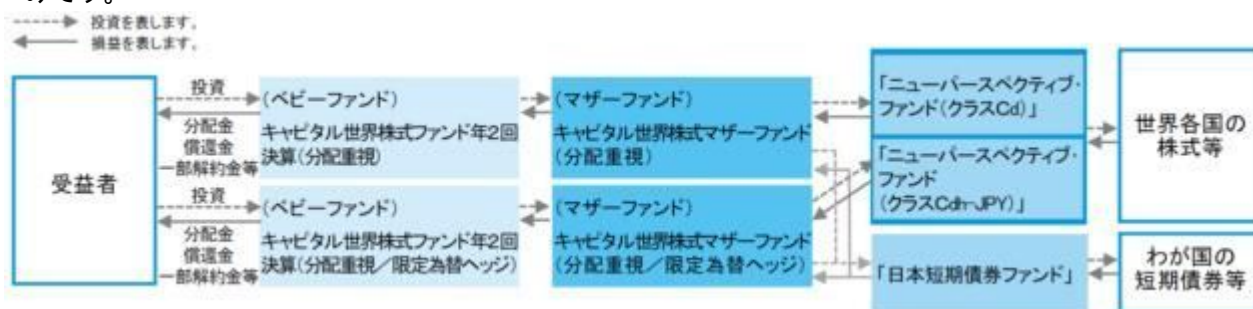 投資を表します。
損益を表します。
受益者
投資
分配金
償還金
一部解約金等
投資
分配金
償還金
一部解約金等
(ベビーファンド)
キャピタル世界株式ファンド年2回
決算(分配重視)
(ベビーファンド)
キャピタル世界株式ファンド年2回
決算(分配重視/限定為替ヘッジ)
(マザーファンド)
キャピタル世界株式マザーファンド
(分配重視)
(マザーファンド)
キャピタル世界株式マザーファンド
(分配重視/限定為替ヘッジ)
「ニューパースペクティブ・
ファンド(クラスCd)」
「ニューパースペクティブ・
ファンド
(クラスCdh-JPY)」
「日本短期債券ファンド」
世界各国の
株式等
わが国の
短期債券等